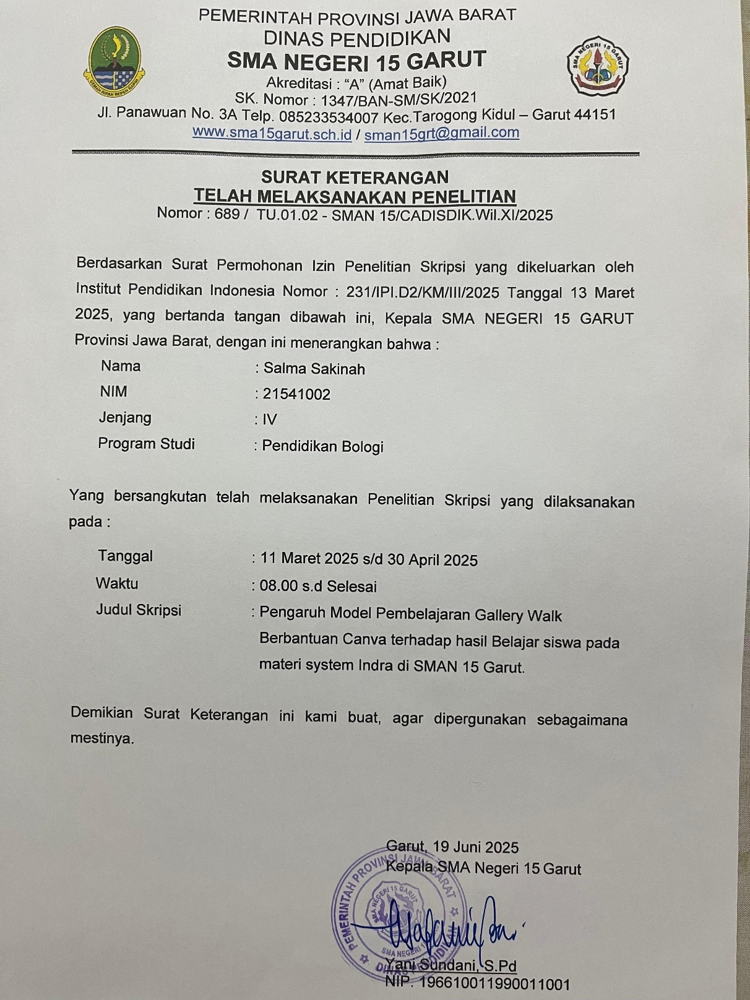 PEMERINTAH PROVINSI JAWA BARAT
DINAS PENDIDIKAN
SMA NEGERI 15 GARUT
Akreditasi : “A” (Amat Baik)
SK. Nomor : 1347/BAN-SM/SK/2021
Jl. Panawuan No. 3A Telp. 085233534007 Kec.Tarogong Kidul – Garut 44151
www.sma15garut.sch.id / sman15grt@gmail.com
GEMAH RIPAH REPEH RAPIH
SMA NEGERI 15 GARUT
SURAT KETERANGAN
TELAH MELAKSANAKAN PENELITIAN
Nomor : 689 / TU.01.02 - SMAN 15/CADISDIK.Wil.XI/2025
Berdasarkan Surat Permohonan Izin Penelitian Skripsi yang dikeluarkan oleh
Institut Pendidikan Indonesia Nomor : 231/IPI.D2/KM/III/2025 Tanggal 13 Maret
2025, yang bertanda tangan dibawah ini, Kepala SMA NEGERI 15 GARUT
Provinsi Jawa Barat, dengan ini menerangkan bahwa :
Nama : Salma Sakinah
NIM : 21541002
Jenjang : IV
Program Studi : Pendidikan Bologi
Yang bersangkutan telah melaksanakan Penelitian Skripsi yang dilaksanakan
pada :
Tanggal : 11 Maret 2025 s/d 30 April 2025
Waktu : 08.00 s.d Selesai
Judul Skripsi : Pengaruh Model Pembelajaran Gallery Walk
Berbantuan Canva terhadap hasil Belajar siswa pada
materi system Indra di SMAN 15 Garut.
Demikian Surat Keterangan ini kami buat, agar dipergunakan sebagaimana
mestinya.
Garut, 19 Juni 2025
Kepala SMA Negeri 15 Garut
PEMERINTAH PROVINSI JAWA BARAT
SMA NEGERI 15 GARUT
SMA NEGERI 1
DINAS PENDIDIKAN
Yani Sundani, S.Pd
NIP. 196610011990011001